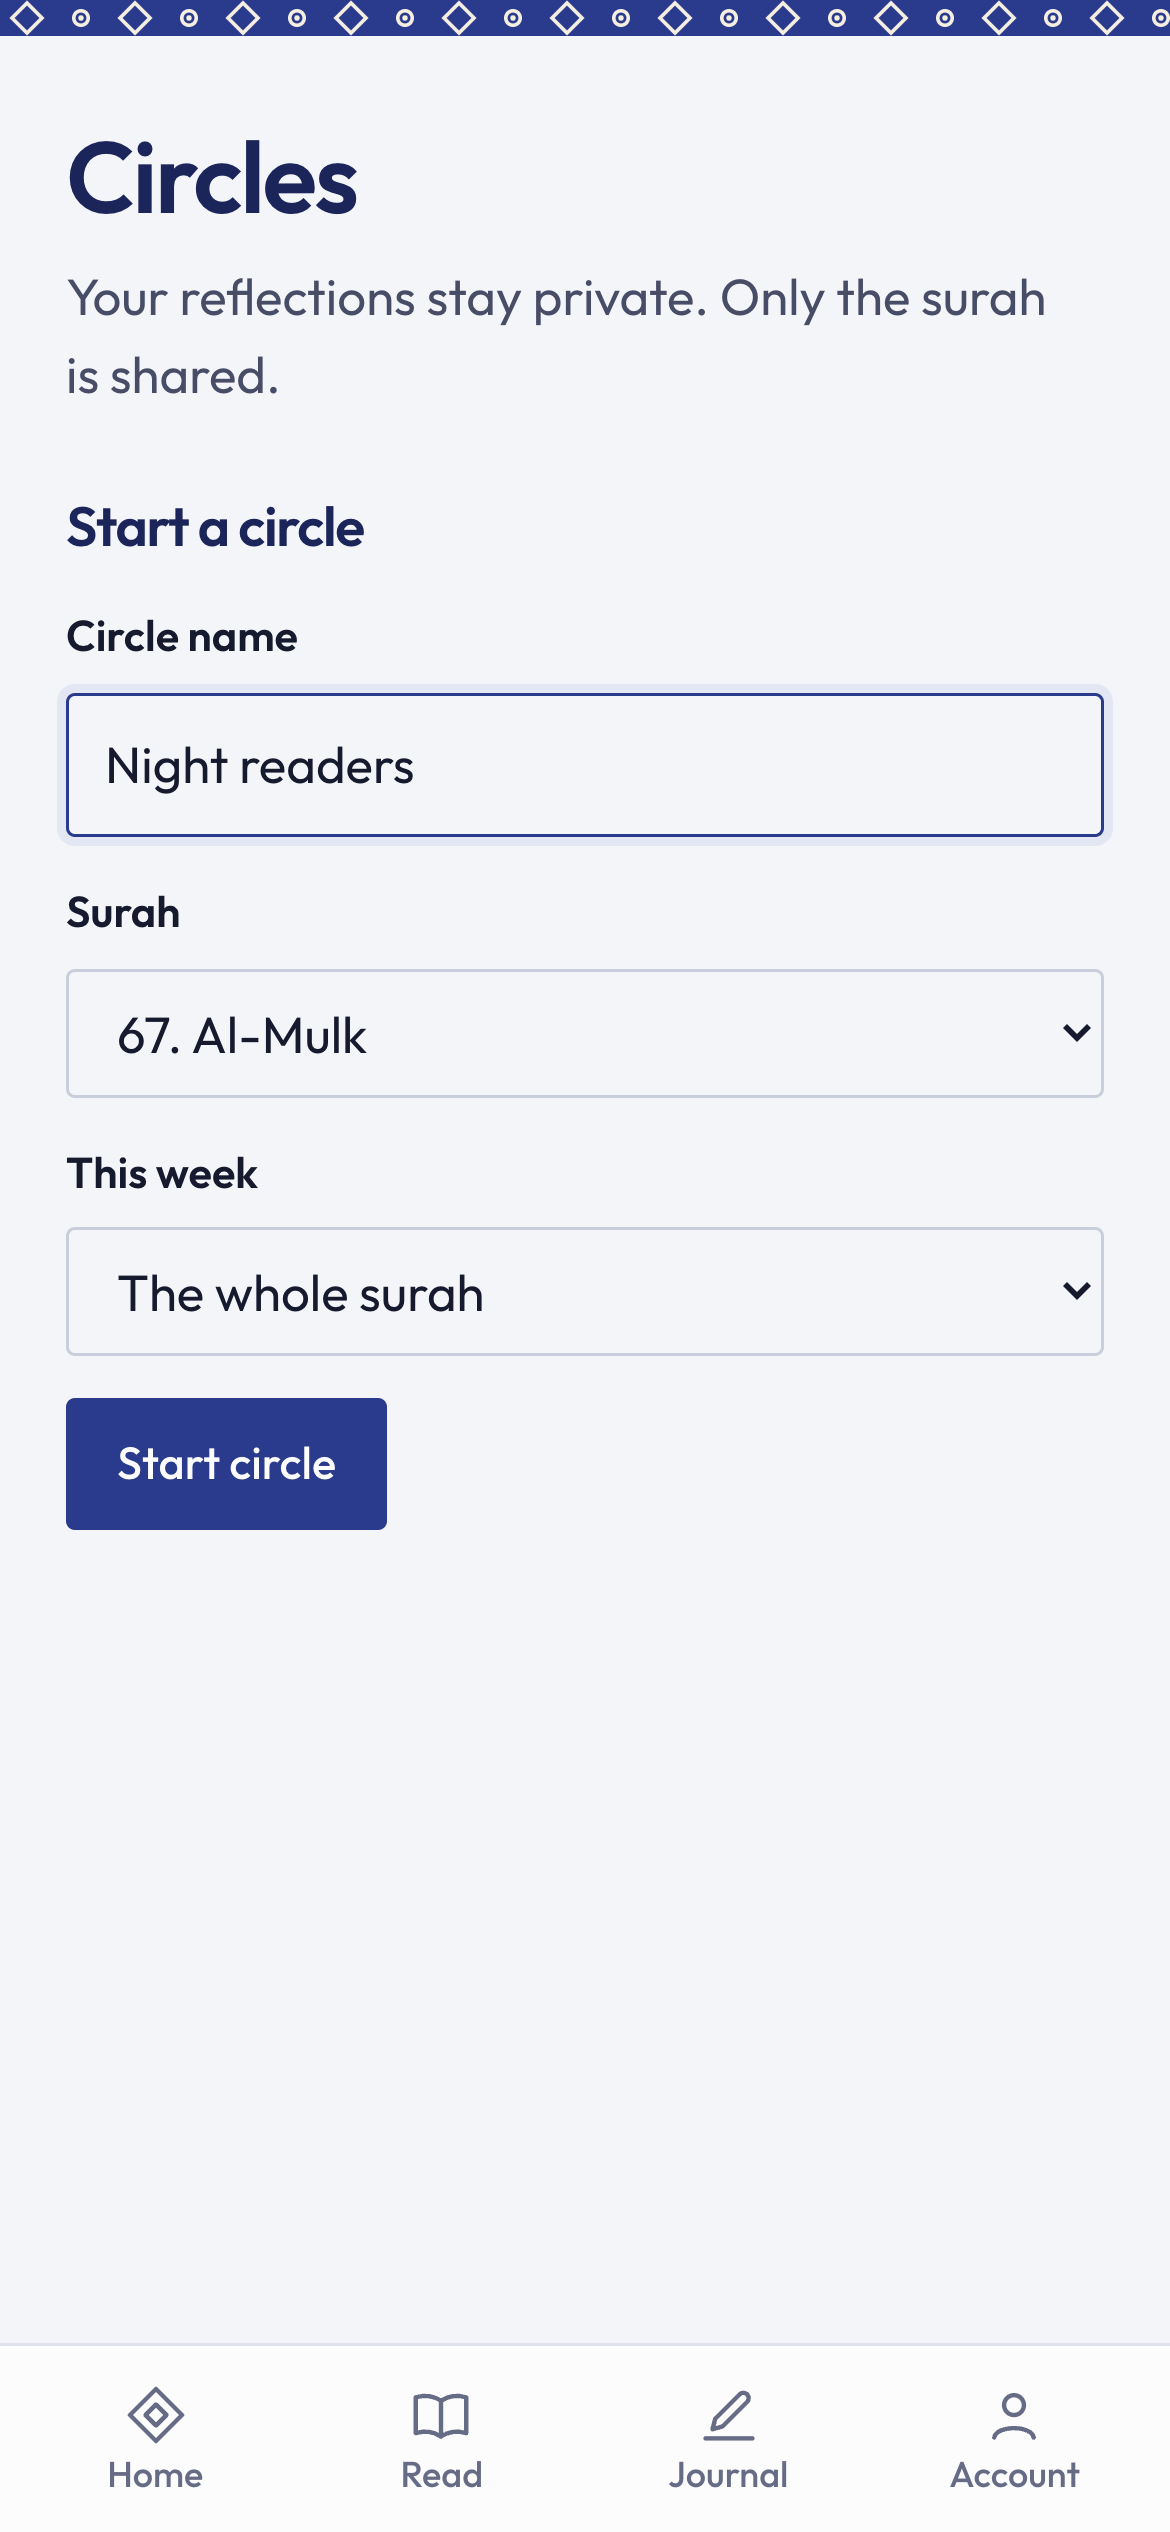 Circles
Your reflections stay private. Only the surah
is shared.
Start a circle
Circle name
Night readers
Surah
67. Al-Mulk
This week
The whole surah
Start circle
Home
Read
Journal
Account